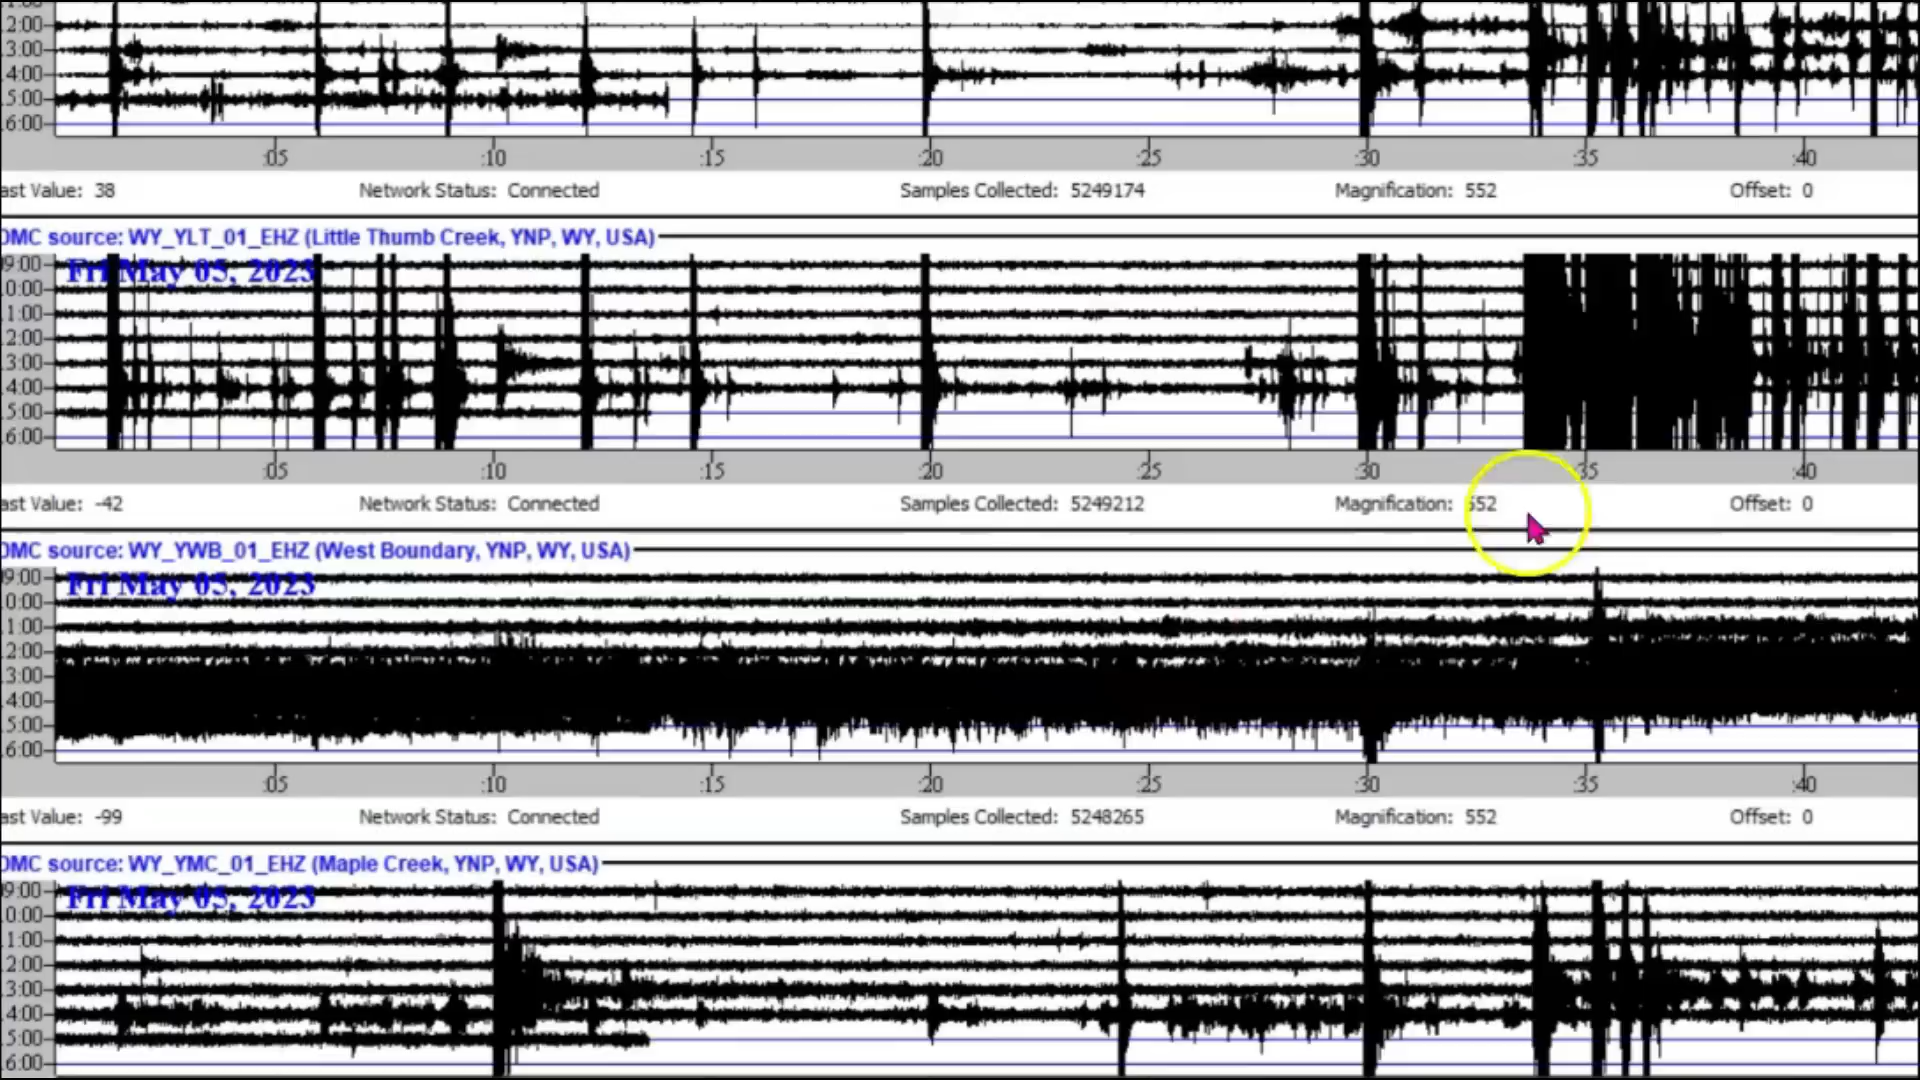 2:00
3:00
4:00
5:00
6:00
:05 :10 :15 :20 :25 :30 :35 :40
ast Value: 38 Network Status: Connected Samples Collected: 5249174 Magnification: 552 Offset: 0
DMC source: WY_YLT_01_EHZ (Little Thumb Creek, YNP, WY, USA)
Fri May 05, 2023
09:00
0:00
1:00
2:00
3:00
4:00
5:00
6:00
:05 :10 :15 :20 :25 :30 :35 :40
ast Value: -42 Network Status: Connected Samples Collected: 5249212 Magnification: 552 Offset: 0
DMC source: WY_YWB_01_EHZ (West Boundary, YNP, WY, USA)
Fri May 05, 2023
09:00
0:00
1:00
2:00
3:00
4:00
5:00
6:00
:05 :10 :15 :20 :25 :30 :35 :40
ast Value: -99 Network Status: Connected Samples Collected: 5248265 Magnification: 552 Offset: 0
DMC source: WY_YMC_01_EHZ (Maple Creek, YNP, WY, USA)
Fri May 05, 2023
09:00
0:00
1:00
2:00
3:00
4:00
5:00
6:00